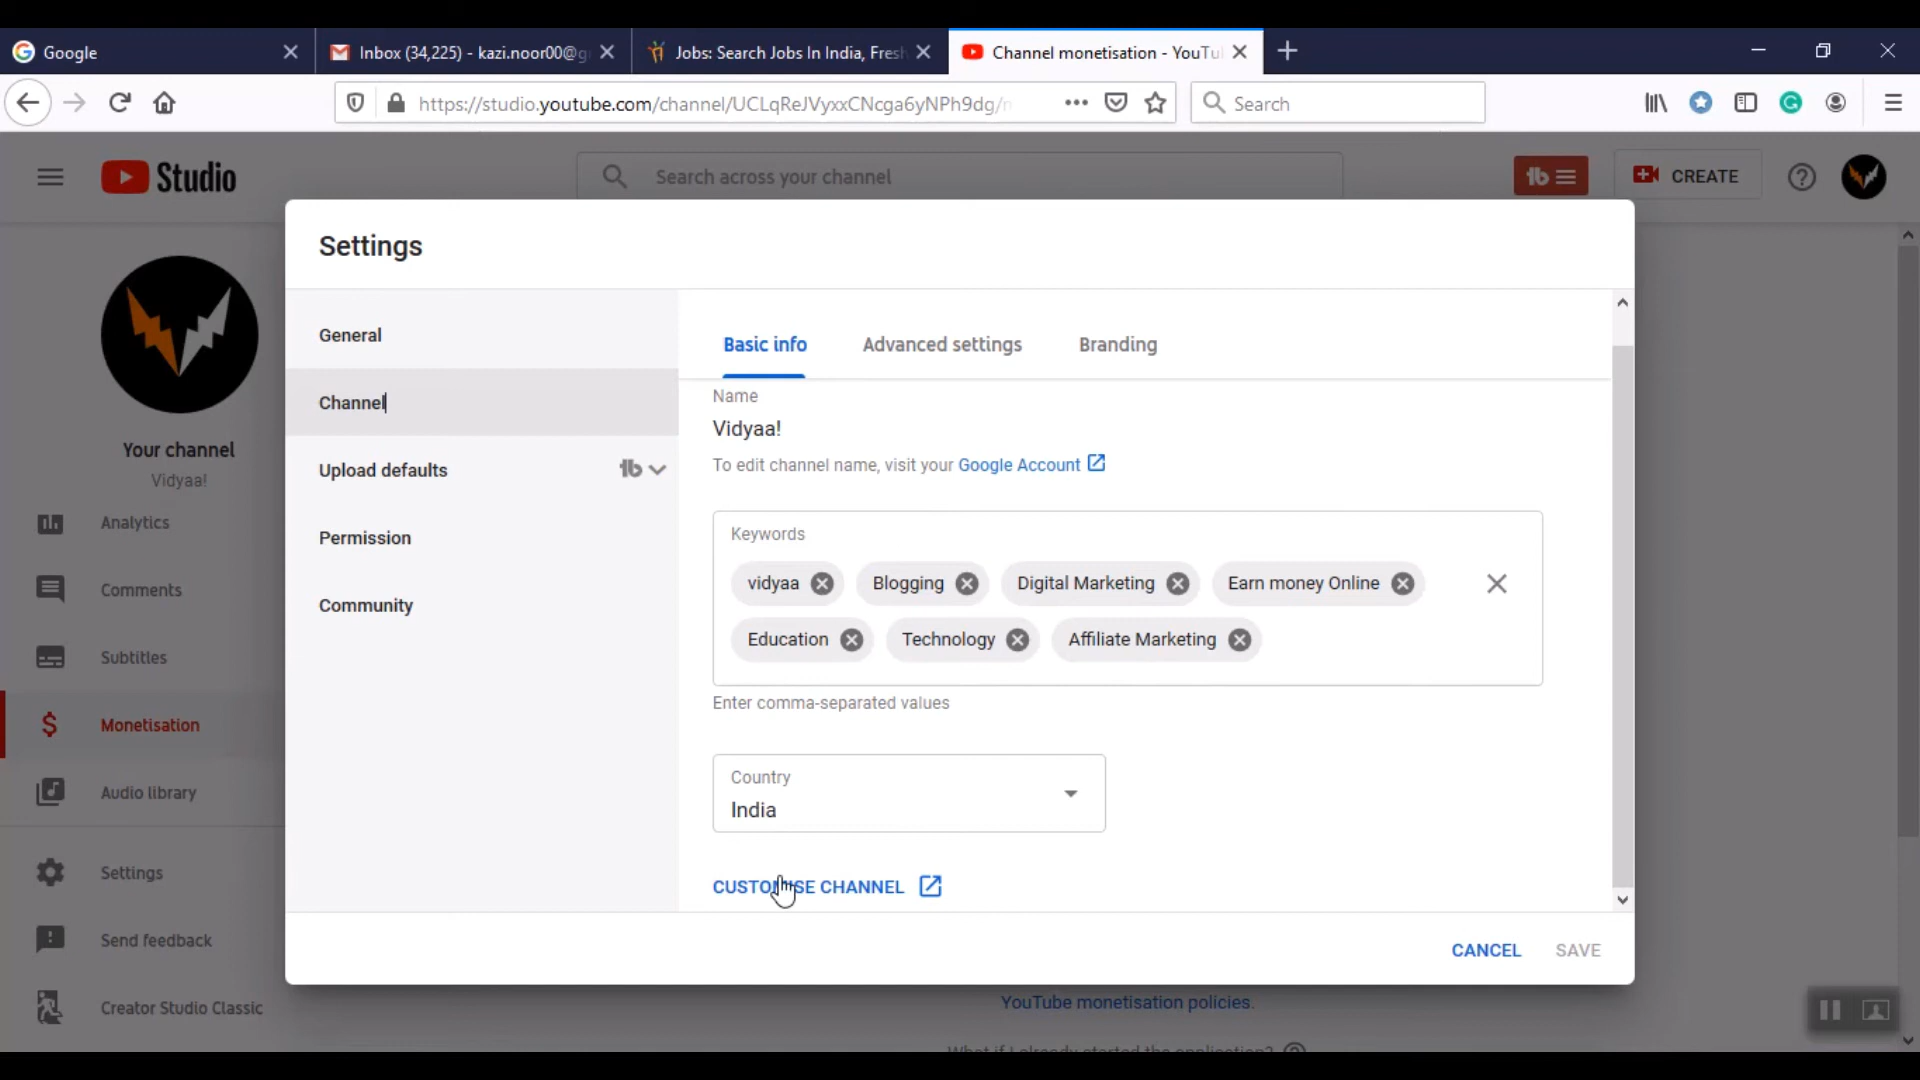 Google
Inbox (34,225) - kazi.noor00@g
Jobs: Search Jobs In India, Fresh
Channel monetisation - YouTu
https://studio.youtube.com/channel/UCLqReJVyxxCNcga6yNPh9dg/
Search
Studio
Search across your channel
CREATE
Settings
General
Channel
Upload defaults
Permission
Community
Your channel
Vidyaa!
Analytics
Comments
Subtitles
Monetisation
Audio library
Settings
Send feedback
Creator Studio Classic
Basic info
Advanced settings
Branding
Name
Vidyaa!
To edit channel name, visit your Google Account
Keywords
vidyaa
Blogging
Digital Marketing
Earn money Online
Education
Technology
Affiliate Marketing
Enter comma-separated values
Country
India
CUSTOMISE CHANNEL
CANCEL
SAVE
YouTube monetisation policies.
What if I already started the application?